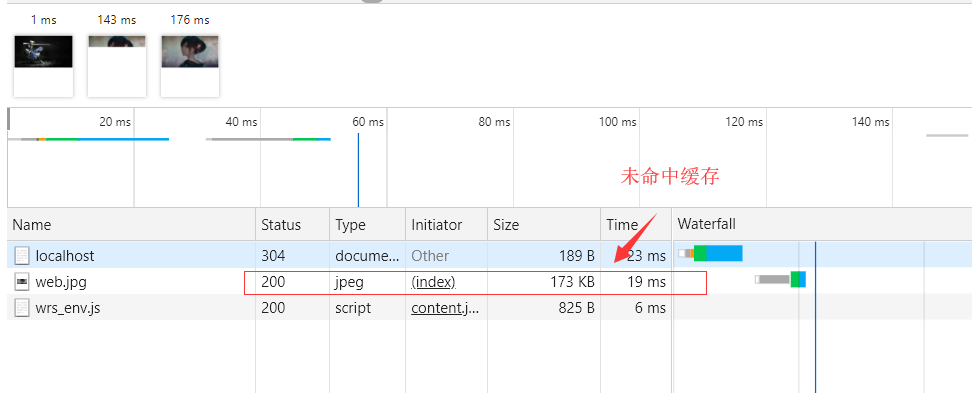 1 ms 143 ms 176 ms
20 ms 40 ms 60 ms 80 ms 100 ms 120 ms 140 ms
未命中缓存
Name Status Type Initiator Size Time Waterfall
localhost 304 docume... Other 189 B 23 ms
web.jpg 200 jpeg (index) 173 KB 19 ms
wrs_env.js 200 script content.j... 825 B 6 ms